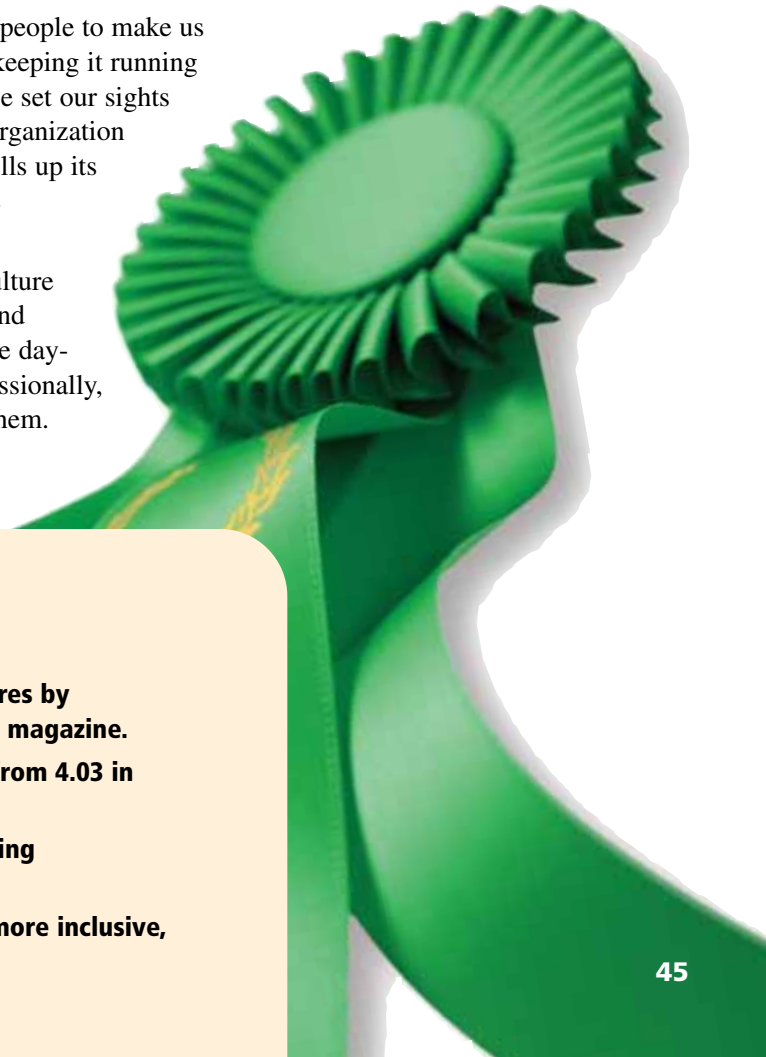 people to make us
keeping it running
e set our sights
rganization
lls up its
lture
nd
e day-
ssionally,
hem.
res by
magazine.
rom 4.03 in
ing
more inclusive,
45